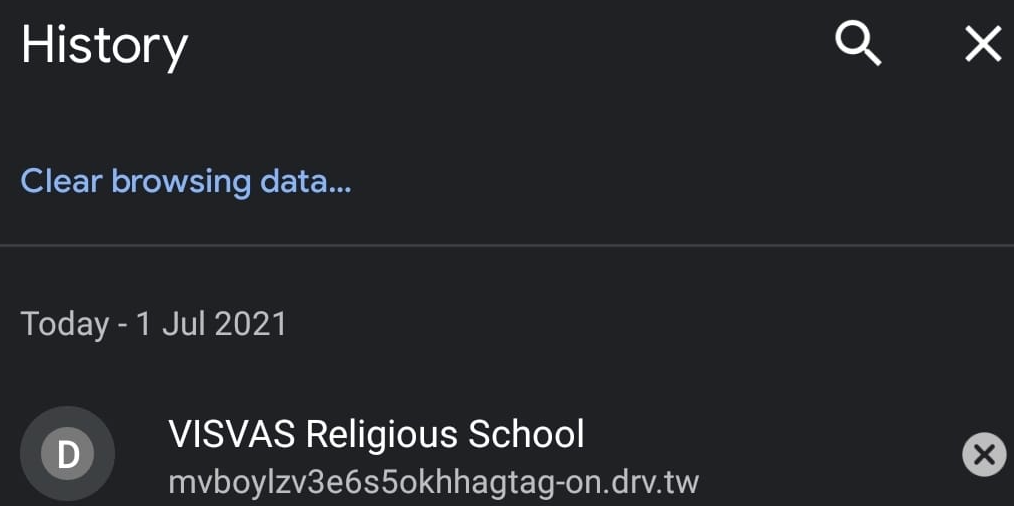 History
Clear browsing data...
Today - 1 Jul 2021
D
VISVAS Religious School
mvboylzv3e6s5okhhagtag-on.drv.tw